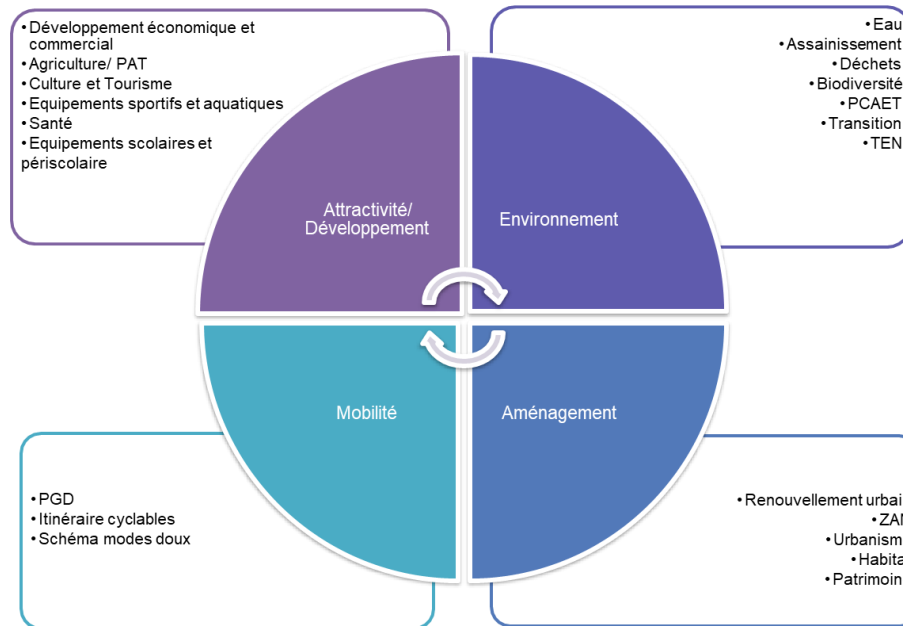 •Développement économique et
commercial
•Agriculture/ PAT
•Culture et Tourisme
•Equipements sportifs et aquatiques
•Santé
•Equipements scolaires et
périscolaire
•Eau
•Assainissement
•Déchets
•Biodiversité
•PCAET
•Transition
•TEN
Attractivité/
Développement
Environnement
Mobilité
Aménagement
•PGD
•Itinéraire cyclables
•Schéma modes doux
•Renouvellement urbai
•ZAN
•Urbanism
•Habita
•Patrimoin